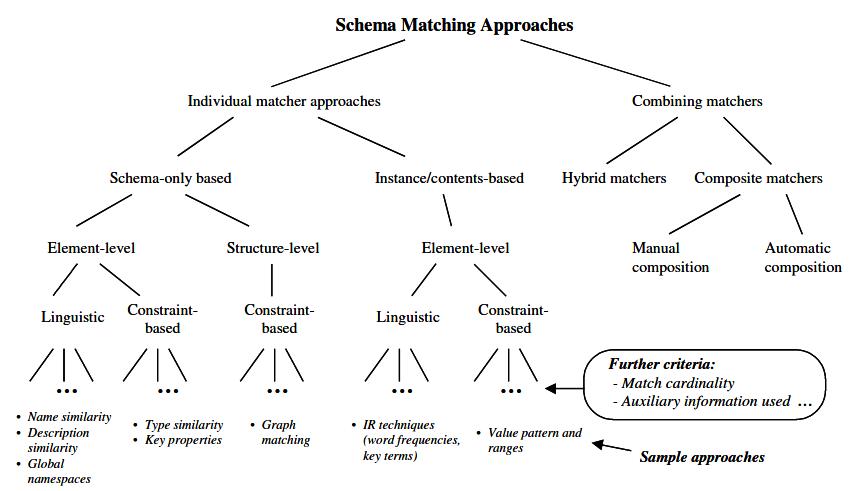 Schema Matching Approaches
Individual matcher approaches
Combining matchers
Schema-only based
Instance/contents-based
Hybrid matchers
Composite matchers
Element-level
Structure-level
Element-level
Manual
composition
Automatic
composition
Linguistic
Constraint-
based
Constraint-
based
Linguistic
Constraint-
based
...
...
...
...
...
Further criteria:
- Match cardinality
- Auxiliary information used ...
• Name similarity
• Description
similarity
• Global
namespaces
• Type similarity
• Key properties
• Graph
matching
• IR techniques
(word frequencies,
key terms)
• Value pattern and
ranges
Sample approaches